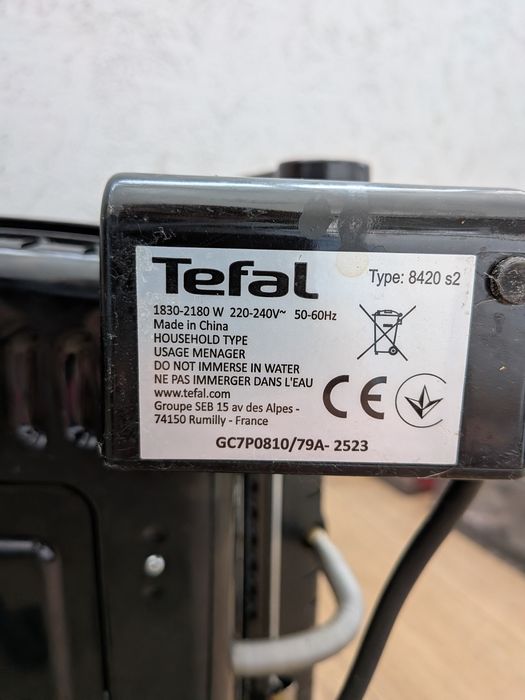 Tefal
Type: 8420 s2
1830-2180 W 220-240V~ 50-60Hz
Made in China
HOUSEHOLD TYPE
USAGE MENAGER
DO NOT IMMERSE IN WATER
NE PAS IMMERGER DANS L'EAU
www.tefal.com
Groupe SEB 15 av des Alpes -
74150 Rumilly - France
CE
GC7P0810/79A- 2523